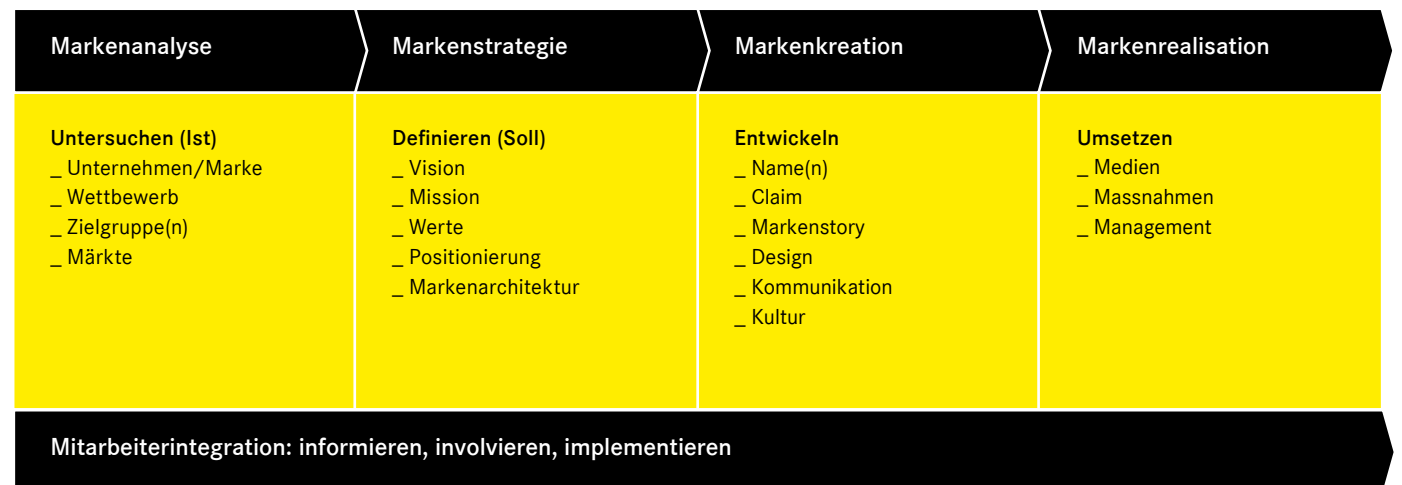 Markenanalyse
Markenstrategie
Markenkreation
Markenrealisation
Untersuchen (Ist)
_ Unternehmen/Marke
_ Wettbewerb
_ Zielgruppe(n)
_ Märkte
Definieren (Soll)
_ Vision
_ Mission
_ Werte
_ Positionierung
_ Markenarchitektur
Entwickeln
_ Name(n)
_ Claim
_ Markenstory
_ Design
_ Kommunikation
_ Kultur
Umsetzen
_ Medien
_ Massnahmen
_ Management
Mitarbeiterintegration: informieren, involvieren, implementieren